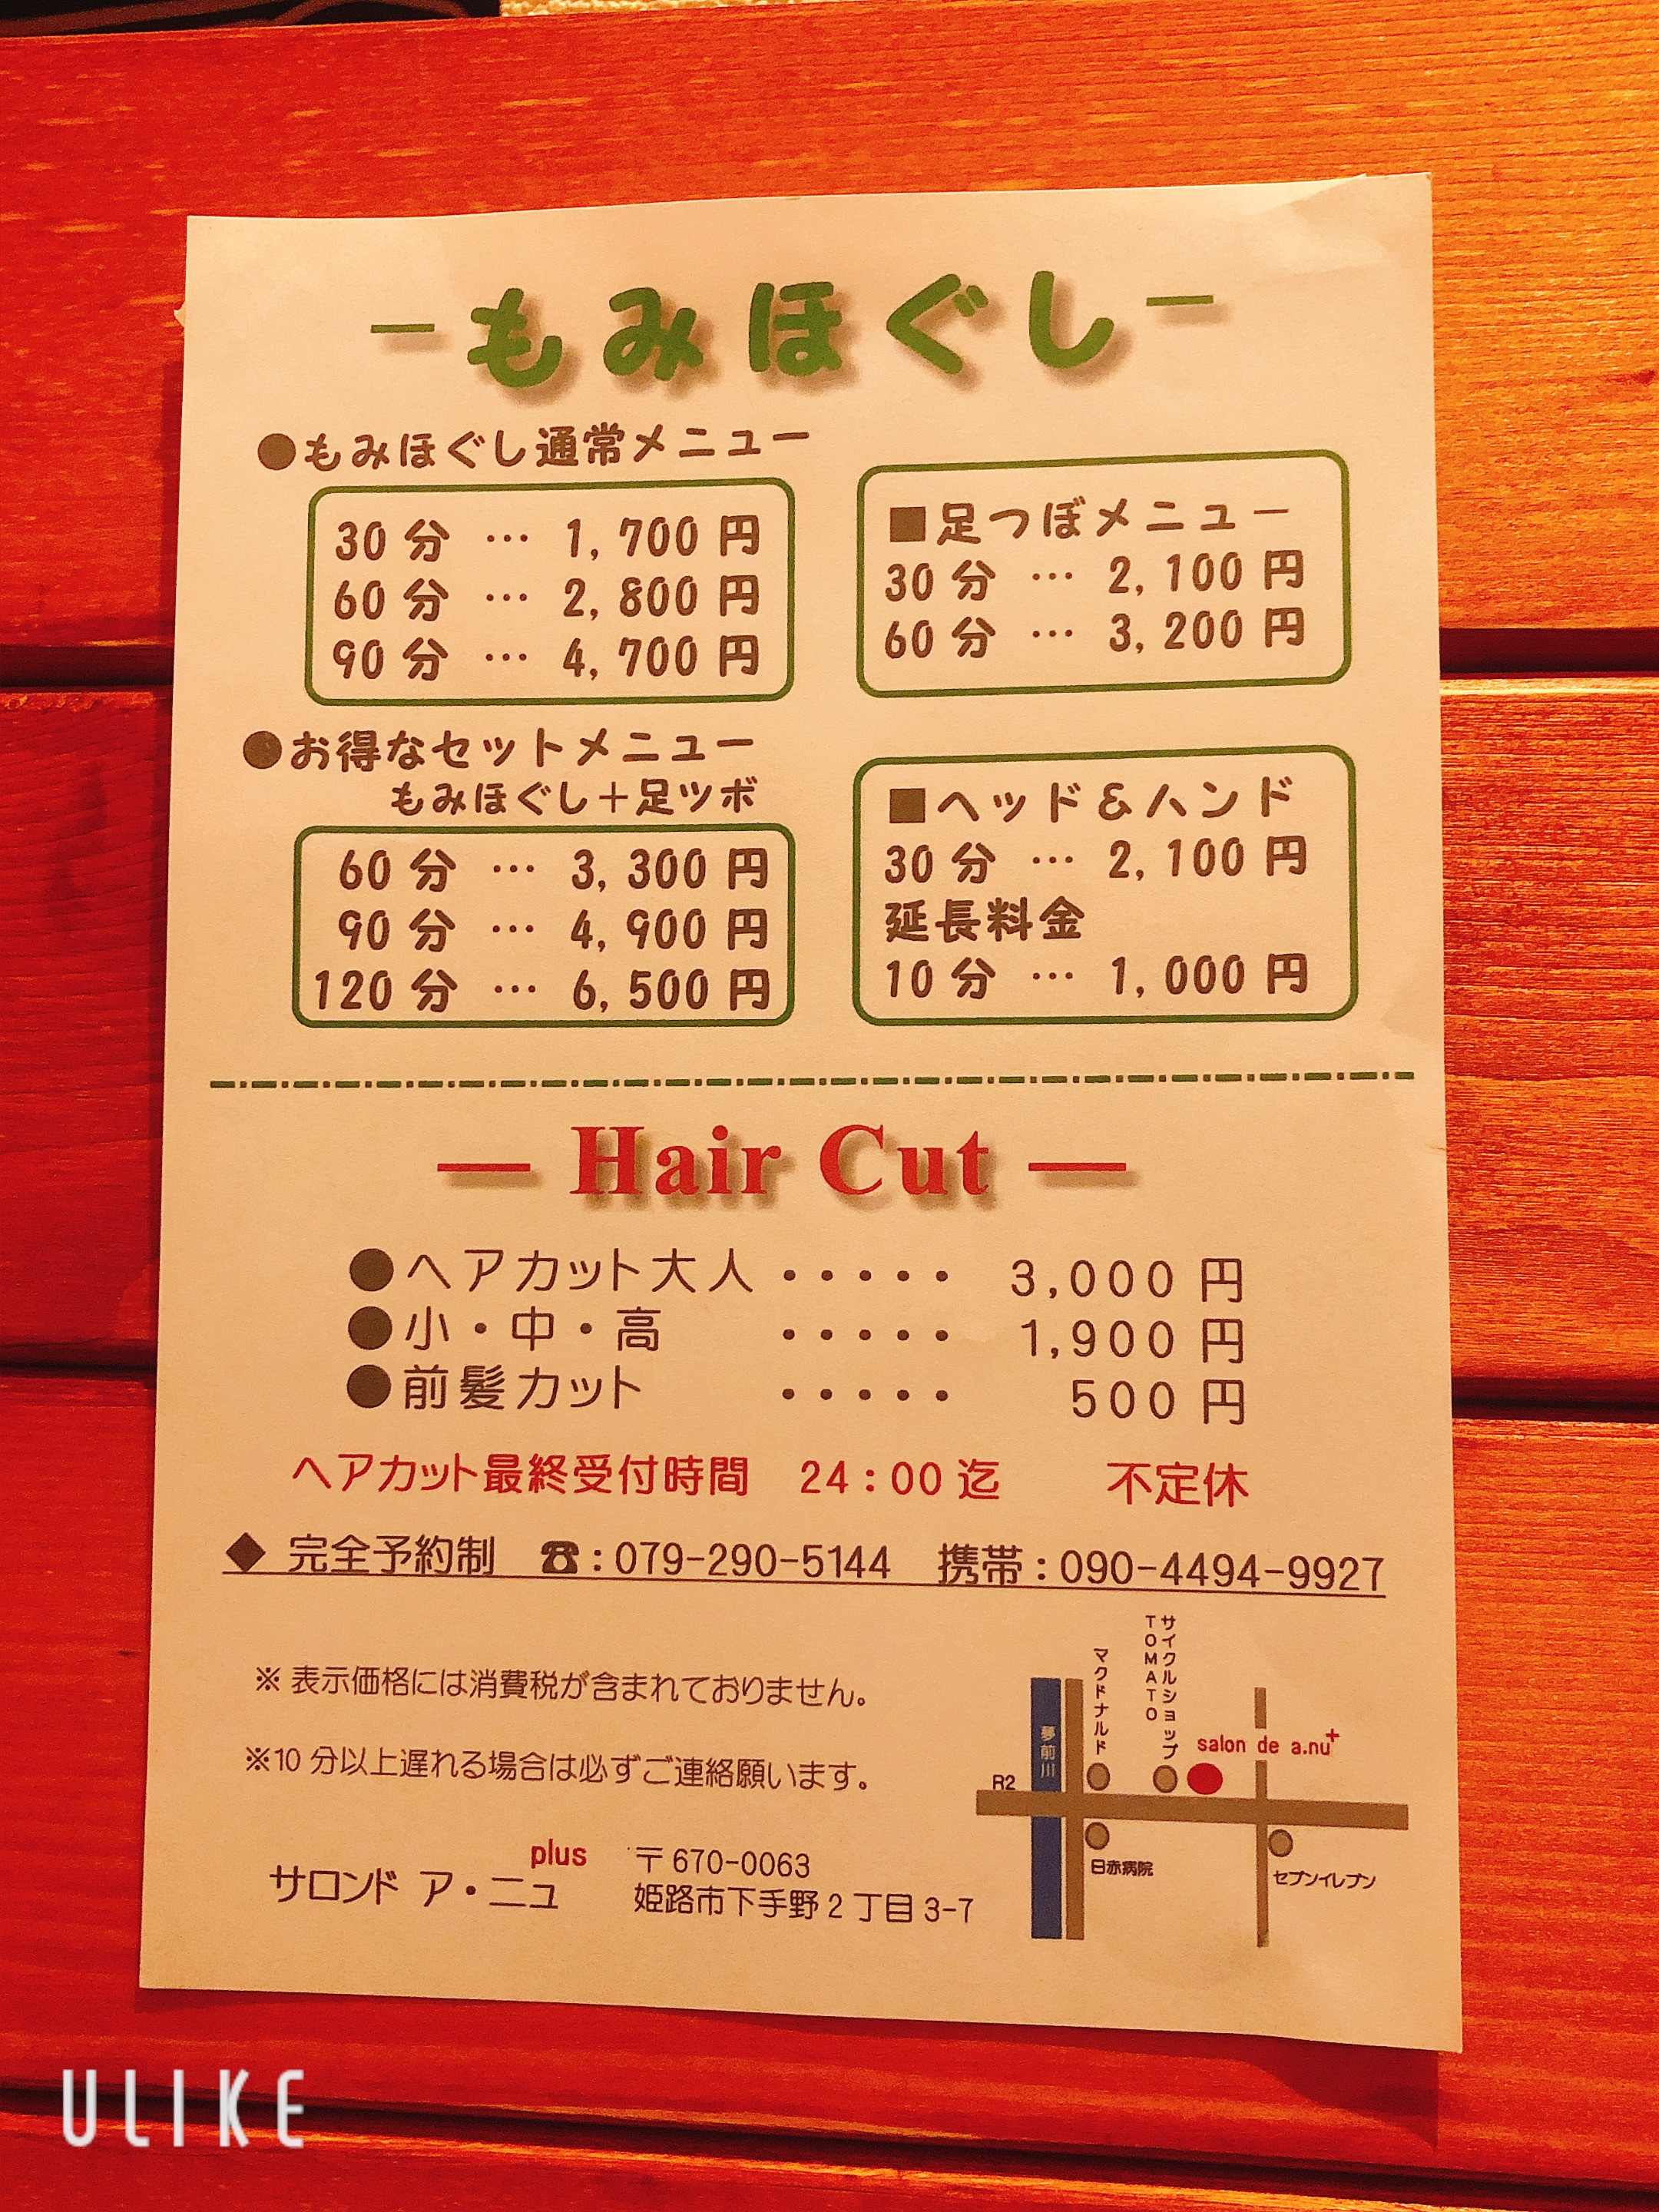 －もみほぐし－
●もみほぐし通常メニュー
30分 … 1,700円
60分 … 2,800円
90分 … 4,700円
■足つぼメニュー
30分 … 2,100円
60分 … 3,200円
●お得なセットメニュー
もみほぐし＋足ツボ
60分 … 3,300円
90分 … 4,900円
120分 … 6,500円
■ヘッド＆ハンド
30分 … 2,100円
延長料金
10分 … 1,000円
― Hair Cut ―
●ヘアカット大人 ・・・・・ 3,000円
●小・中・高 ・・・・・ 1,900円
●前髪カット ・・・・・ 500円
ヘアカット最終受付時間 24：00迄 不定休
◆ 完全予約制 ☎：079-290-5144 携帯：090-4494-9927
※表示価格には消費税が含まれておりません。
※10分以上遅れる場合は必ずご連絡願います。
サロンド ア・ニュ plus
〒670-0063
姫路市下手野2丁目3-7
サイクルショップ
TOMATO
マクドナルド
夢前川
salon de a.nu+
R2
日赤病院
セブンイレブン
ULIKE